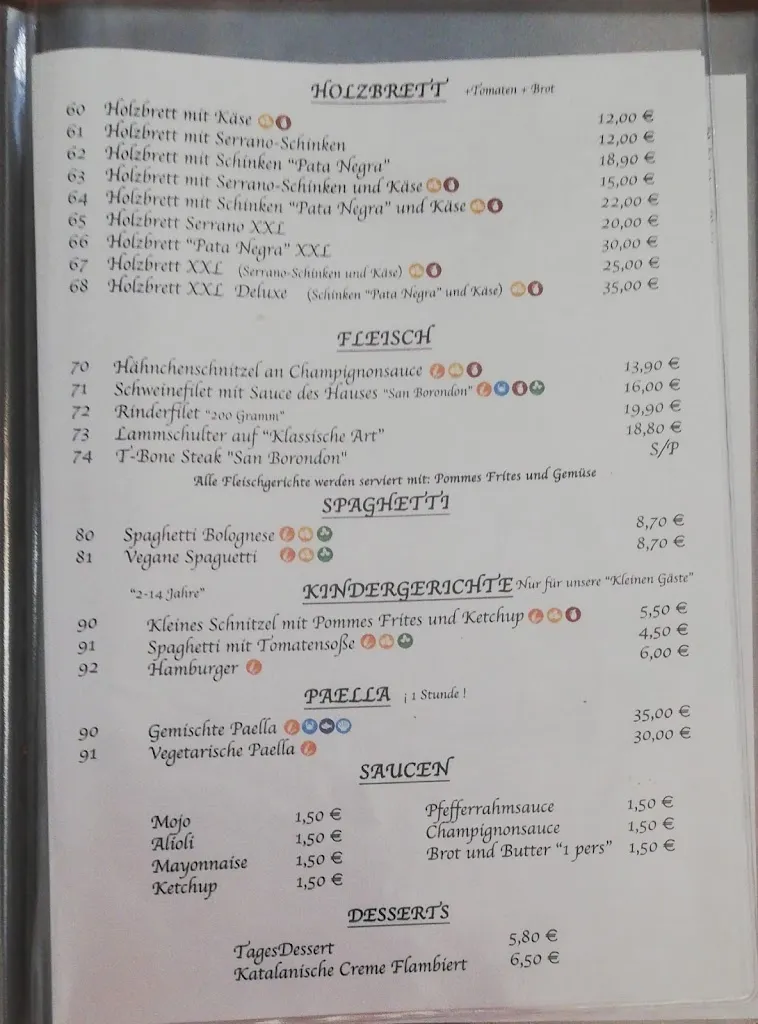 HOLZBRETT +Tomaten + Brot
60 Holzbrett mit Käse 12,00 €
61 Holzbrett mit Serrano-Schinken 12,00 €
62 Holzbrett mit Schinken "Pata Negra" 18,90 €
63 Holzbrett mit Serrano-Schinken und Käse 15,00 €
64 Holzbrett mit Schinken "Pata Negra" und Käse 22,00 €
65 Holzbrett Serrano XXL 20,00 €
66 Holzbrett "Pata Negra" XXL 30,00 €
67 Holzbrett XXL (Serrano-Schinken und Käse) 25,00 €
68 Holzbrett XXL Deluxe (Schinken "Pata Negra" und Käse) 35,00 €
FLEISCH
70 Hähnchenschnitzel an Champignonsauce 13,90 €
71 Schweinefilet mit Sauce des Hauses "San Borondon" 16,00 €
72 Rinderfilet "200 Gramm" 19,90 €
73 Lammschulter auf "Klassische Art" 18,80 €
74 T-Bone Steak "San Borondon" S/P
Alle Fleischgerichte werden serviert mit: Pommes Frites und Gemüse
SPAGHETTI
80 Spaghetti Bolognese 8,70 €
81 Vegane Spaguetti 8,70 €
"2-14 Jahre" KINDERGERICHTE Nur für unsere "Kleinen Gäste"
90 Kleines Schnitzel mit Pommes Frites und Ketchup 5,50 €
91 Spaghetti mit Tomatensoße 4,50 €
92 Hamburger 6,00 €
PAELLA ¡ 1 Stunde !
90 Gemischte Paella 35,00 €
91 Vegetarische Paella 30,00 €
SAUCEN
Mojo 1,50 € Pfefferrahmsauce 1,50 €
Alioli 1,50 € Champignonsauce 1,50 €
Mayonnaise 1,50 € Brot und Butter "1 pers" 1,50 €
Ketchup 1,50 €
DESSERTS
TagesDessert 5,80 €
Katalanische Creme Flambiert 6,50 €